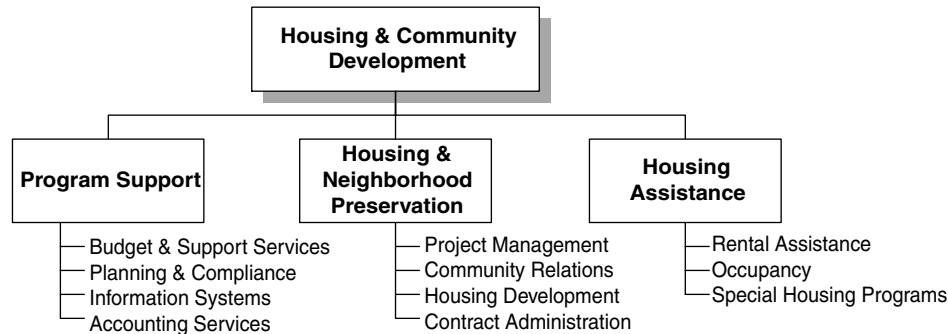 Housing & Community
Development
Program Support
Housing &
Neighborhood
Preservation
Housing
Assistance
Budget & Support Services
Planning & Compliance
Information Systems
Accounting Services
Project Management
Community Relations
Housing Development
Contract Administration
Rental Assistance
Occupancy
Special Housing Programs